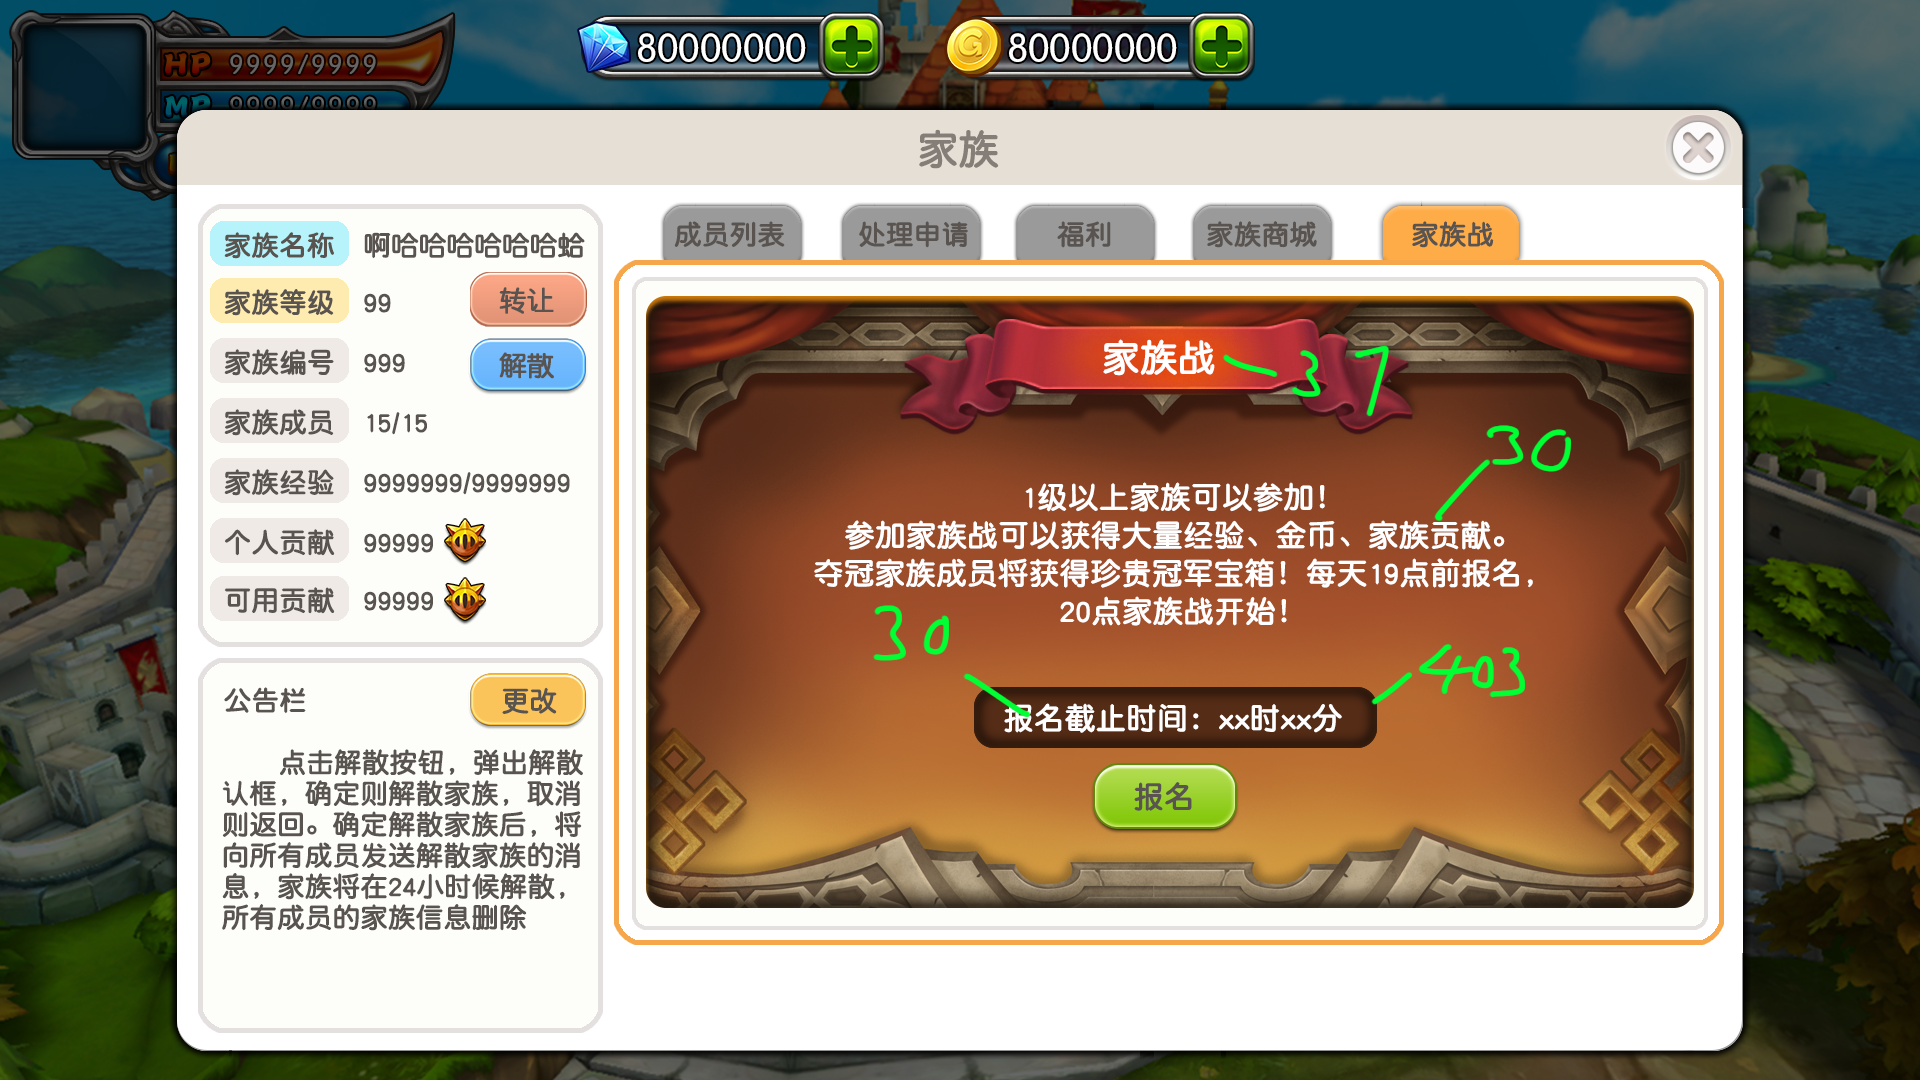 HP 9999/9999
MP 9999/9999
80000000
80000000
家族
家族名称 啊哈哈哈哈哈哈蛤
家族等级 99 转让
家族编号 999 解散
家族成员 15/15
家族经验 9999999/9999999
个人贡献 99999
可用贡献 99999
公告栏 更改
点击解散按钮，弹出解散
认框，确定则解散家族，取消
则返回。确定解散家族后，将
向所有成员发送解散家族的消
息，家族将在24小时候解散，
所有成员的家族信息删除
成员列表 处理申请 福利 家族商城 家族战
家族战
37
30
1级以上家族可以参加！
参加家族战可以获得大量经验、金币、家族贡献。
夺冠家族成员将获得珍贵冠军宝箱！每天19点前报名，
20点家族战开始！
30
403
报名截止时间：xx时xx分
报名